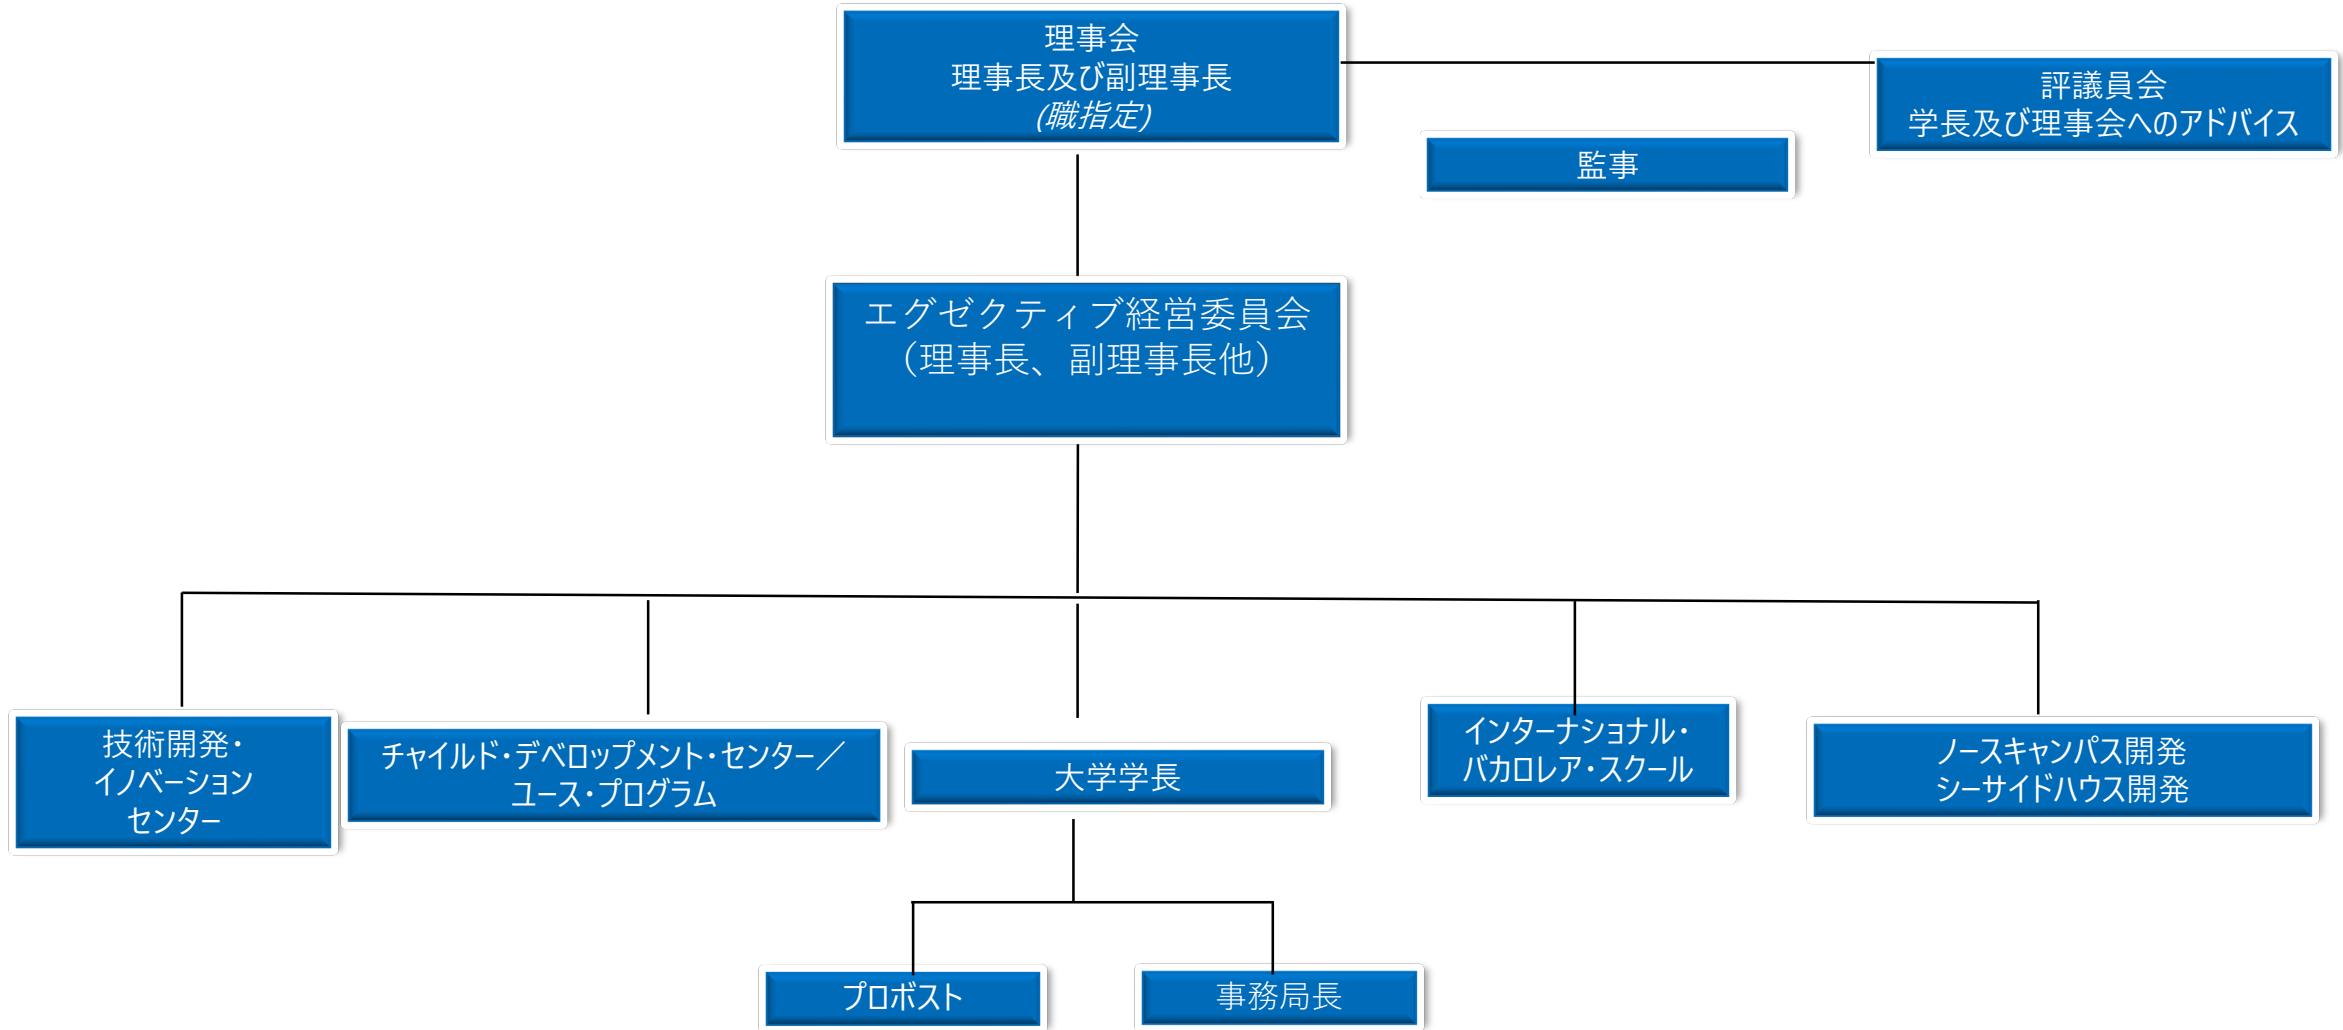 理事会
理事長及び副理事長
(職指定)
評議員会
学長及び理事会へのアドバイス
監事
エグゼクティブ経営委員会
（理事長、副理事長他）
技術開発・
イノベーション
センター
チャイルド・デベロップメント・センター／
ユース・プログラム
大学学長
インターナショナル・
バカロレア・スクール
ノースキャンパス開発
シーサイドハウス開発
プロボスト
事務局長